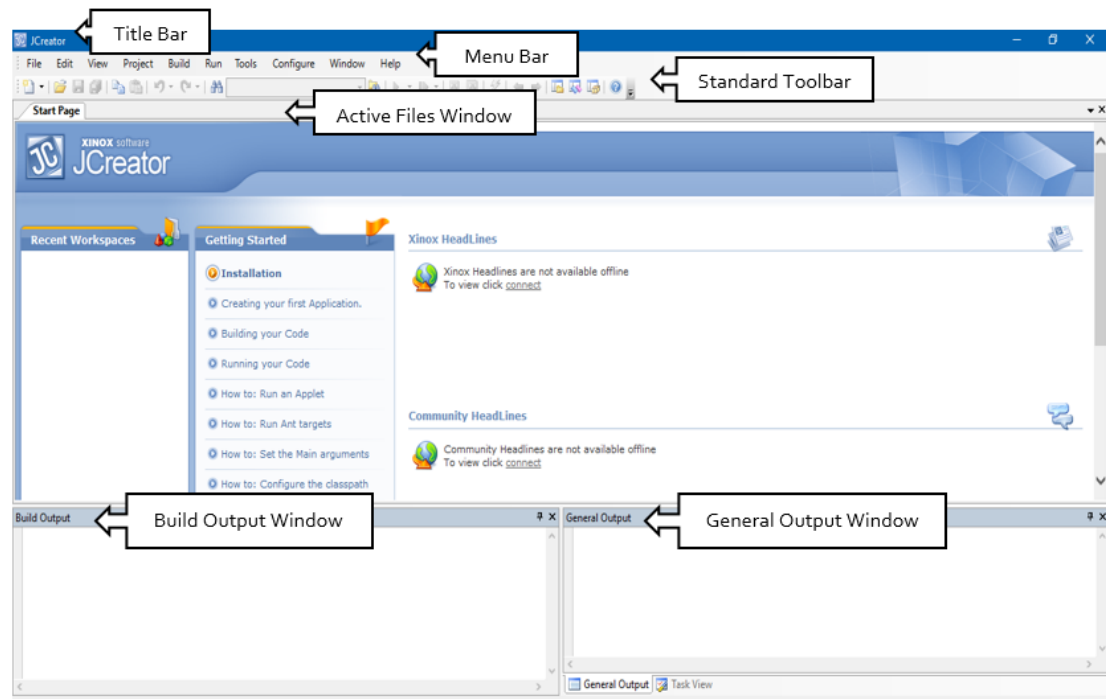 JCreator
Title Bar
File Edit View Project Build Run Tools Configure Window Help
Menu Bar
Standard Toolbar
Start Page
Active Files Window
JC
XINOX software
JCreator
Recent Workspaces
Getting Started
Xinox HeadLines
Installation
Xinox Headlines are not available offline
To view click connect
Creating your first Application.
Building your Code
Running your Code
How to: Run an Applet
Community HeadLines
How to: Run Ant targets
Community Headlines are not available offline
To view click connect
How to: Set the Main arguments
How to: Configure the classpath
Build Output
Build Output Window
General Output
General Output Window
General Output Task View